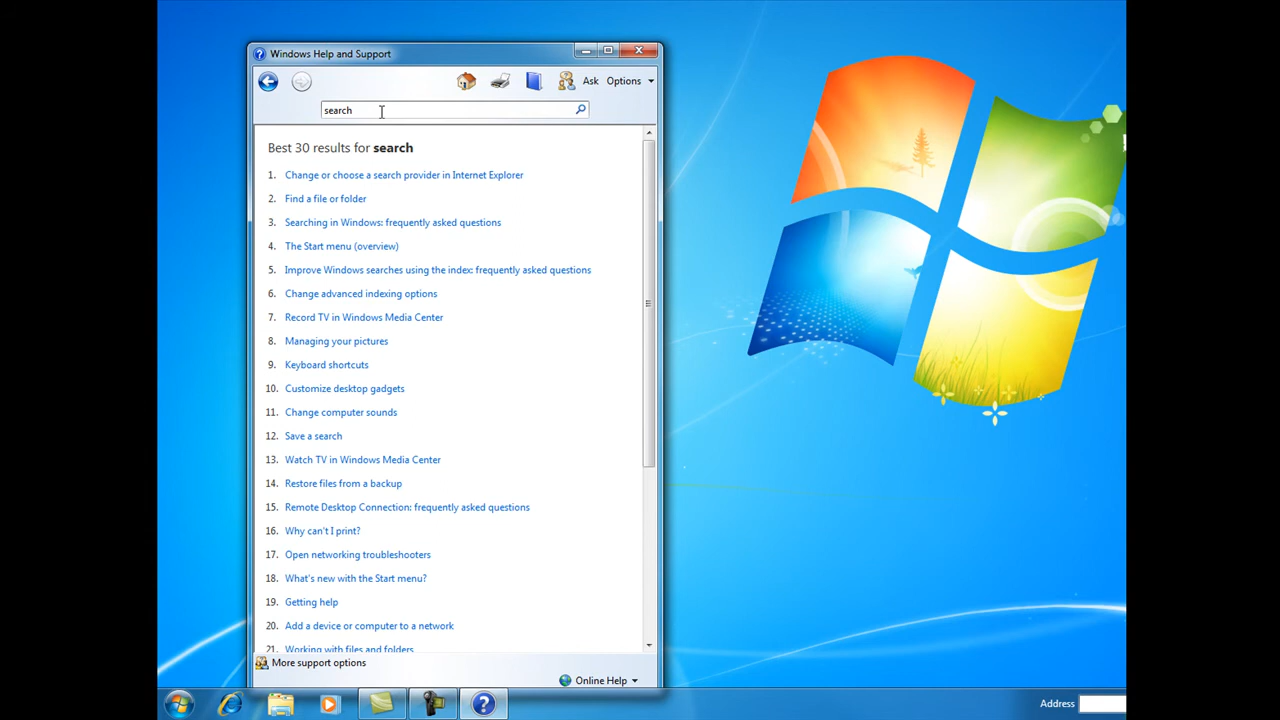 Windows Help and Support
Ask Options
search
Best 30 results for search
1. Change or choose a search provider in Internet Explorer
2. Find a file or folder
3. Searching in Windows: frequently asked questions
4. The Start menu (overview)
5. Improve Windows searches using the index: frequently asked questions
6. Change advanced indexing options
7. Record TV in Windows Media Center
8. Managing your pictures
9. Keyboard shortcuts
10. Customize desktop gadgets
11. Change computer sounds
12. Save a search
13. Watch TV in Windows Media Center
14. Restore files from a backup
15. Remote Desktop Connection: frequently asked questions
16. Why can't I print?
17. Open networking troubleshooters
18. What's new with the Start menu?
19. Getting help
20. Add a device or computer to a network
21. Working with files and folders
More support options
Online Help
Address